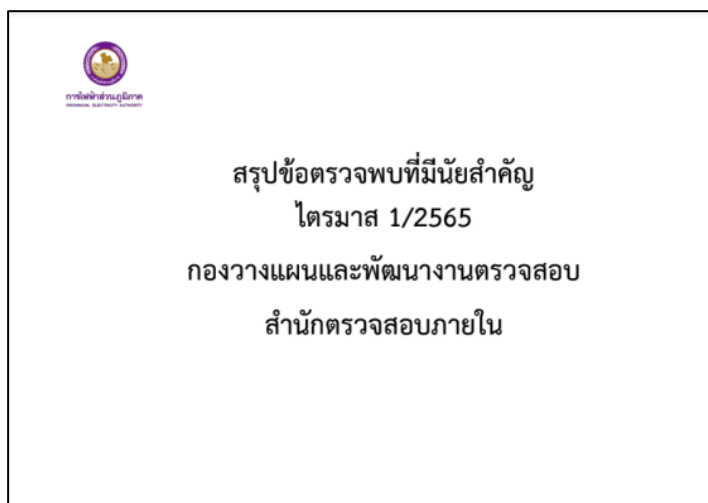 การไฟฟ้าส่วนภูมิภาค
PROVINCIAL ELECTRICITY AUTHORITY
สรุปข้อตรวจพบที่มีนัยสำคัญ
ไตรมาส 1/2565
กองวางแผนและพัฒนางานตรวจสอบ
สำนักตรวจสอบภายใน